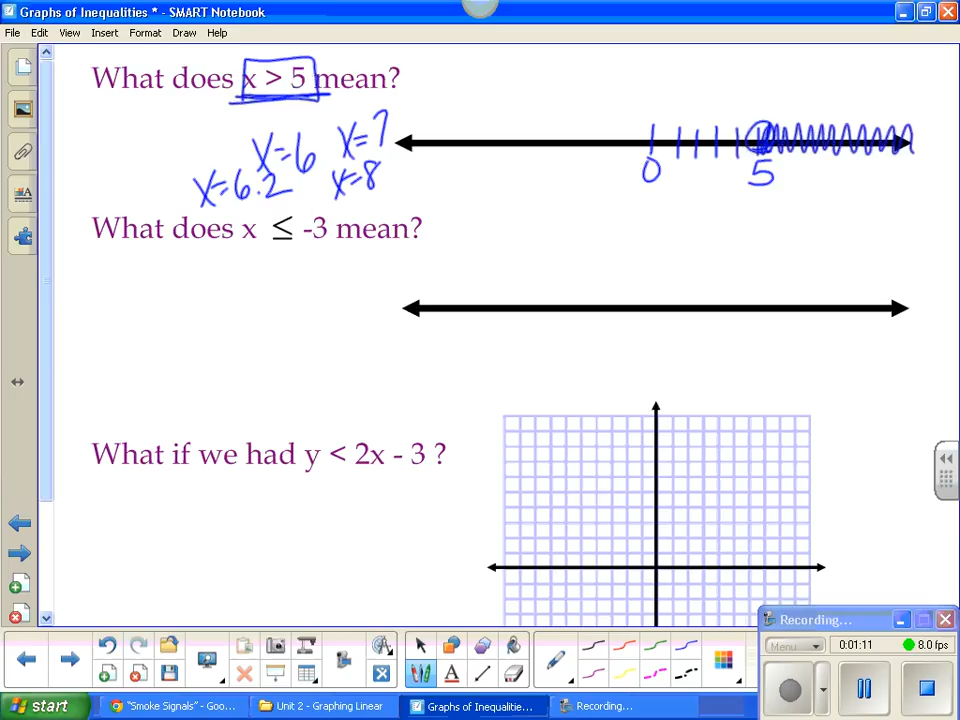 Graphs of Inequalities * - SMART Notebook
File Edit View Insert Format Draw Help
What does x > 5 mean?
x=6 x=7
x=6.2 x=8
0 5
What does x ≤ -3 mean?
What if we had y < 2x - 3 ?
Recording...
Menu 0:01:11 8.0 fps
start "Smoke Signals" - Goo... Unit 2 - Graphing Linear Graphs of Inequalitie... Recording...